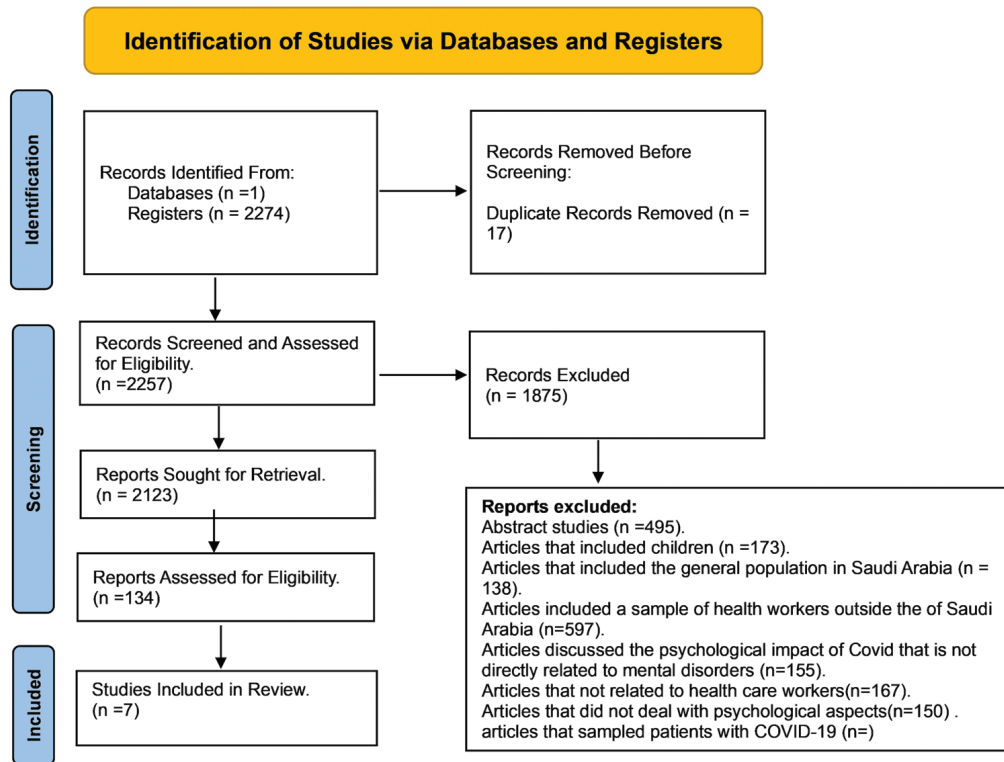 Identification of Studies via Databases and Registers
Identification
Records Identified From:
Databases (n =1)
Registers (n = 2274)
Records Removed Before
Screening:
Duplicate Records Removed (n =
17)
Screening
Records Screened and Assessed
for Eligibility.
(n =2257)
Records Excluded
(n = 1875)
Reports Sought for Retrieval.
(n = 2123)
Reports Assessed for Eligibility.
(n =134)
Reports excluded:
Abstract studies (n =495).
Articles that included children (n =173).
Articles that included the general population in Saudi Arabia (n =
138).
Articles included a sample of health workers outside the of Saudi
Arabia (n=597).
Articles discussed the psychological impact of Covid that is not
directly related to mental disorders (n=155).
Articles that not related to health care workers(n=167).
Articles that did not deal with psychological aspects(n=150) .
articles that sampled patients with COVID-19 (n=)
Included
Studies Included in Review.
(n =7)